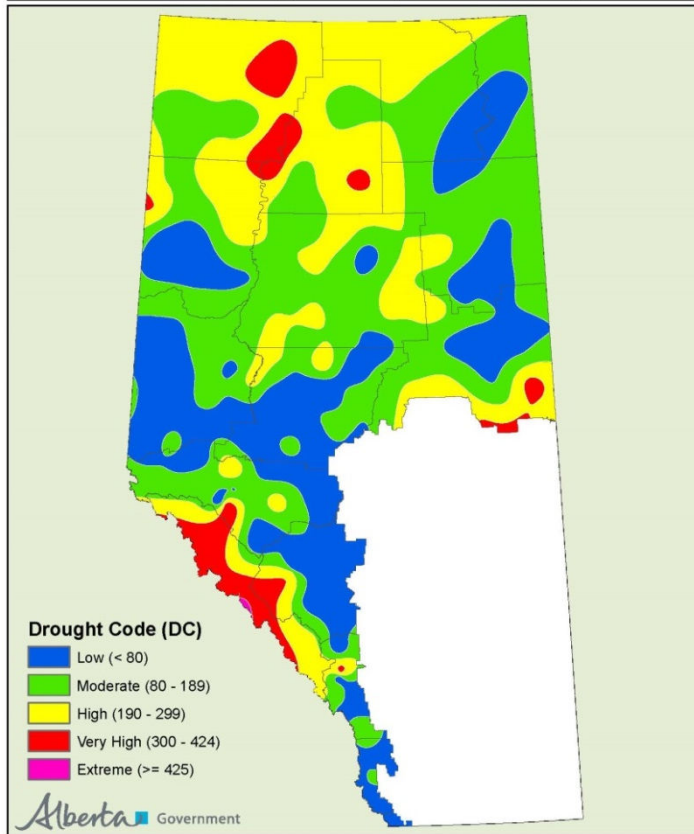 Drought Code (DC)
Low (< 80)
Moderate (80 - 189)
High (190 - 299)
Very High (300 - 424)
Extreme (>= 425)
Alberta Government